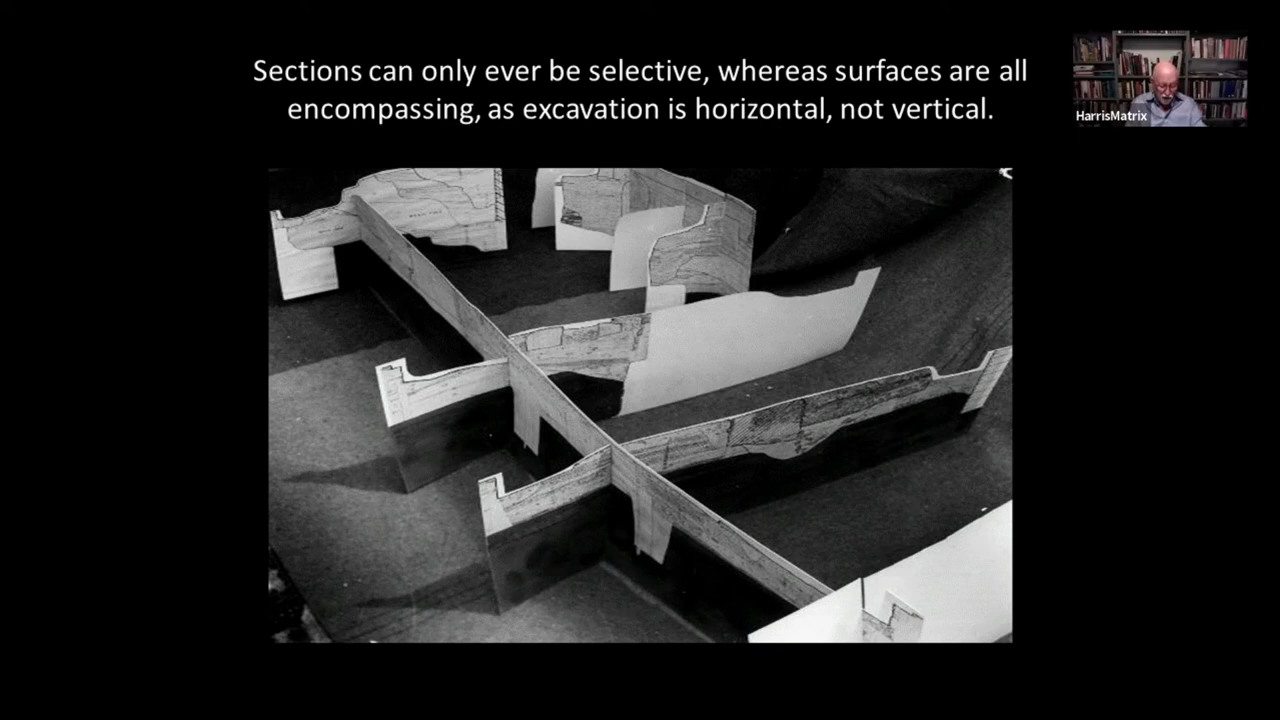 Sections can only ever be selective, whereas surfaces are all
encompassing, as excavation is horizontal, not vertical.
HarrisMatrix